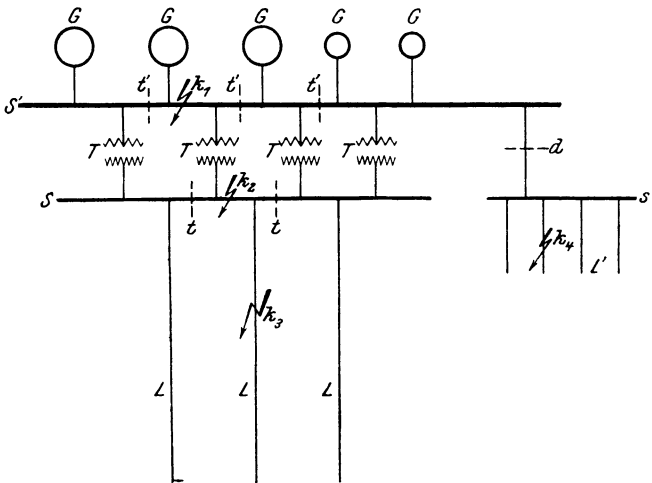 G G G G G
t' k₁ t' t'
S'
T T T T d
S k₂ S
t t k₄
L'
k₃
L L L